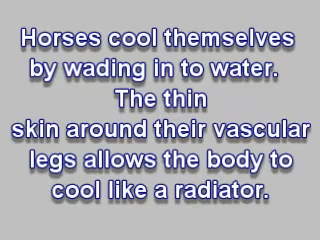 Horses cool themselves
by wading in to water.
The thin
skin around their vascular
legs allows the body to
cool like a radiator.